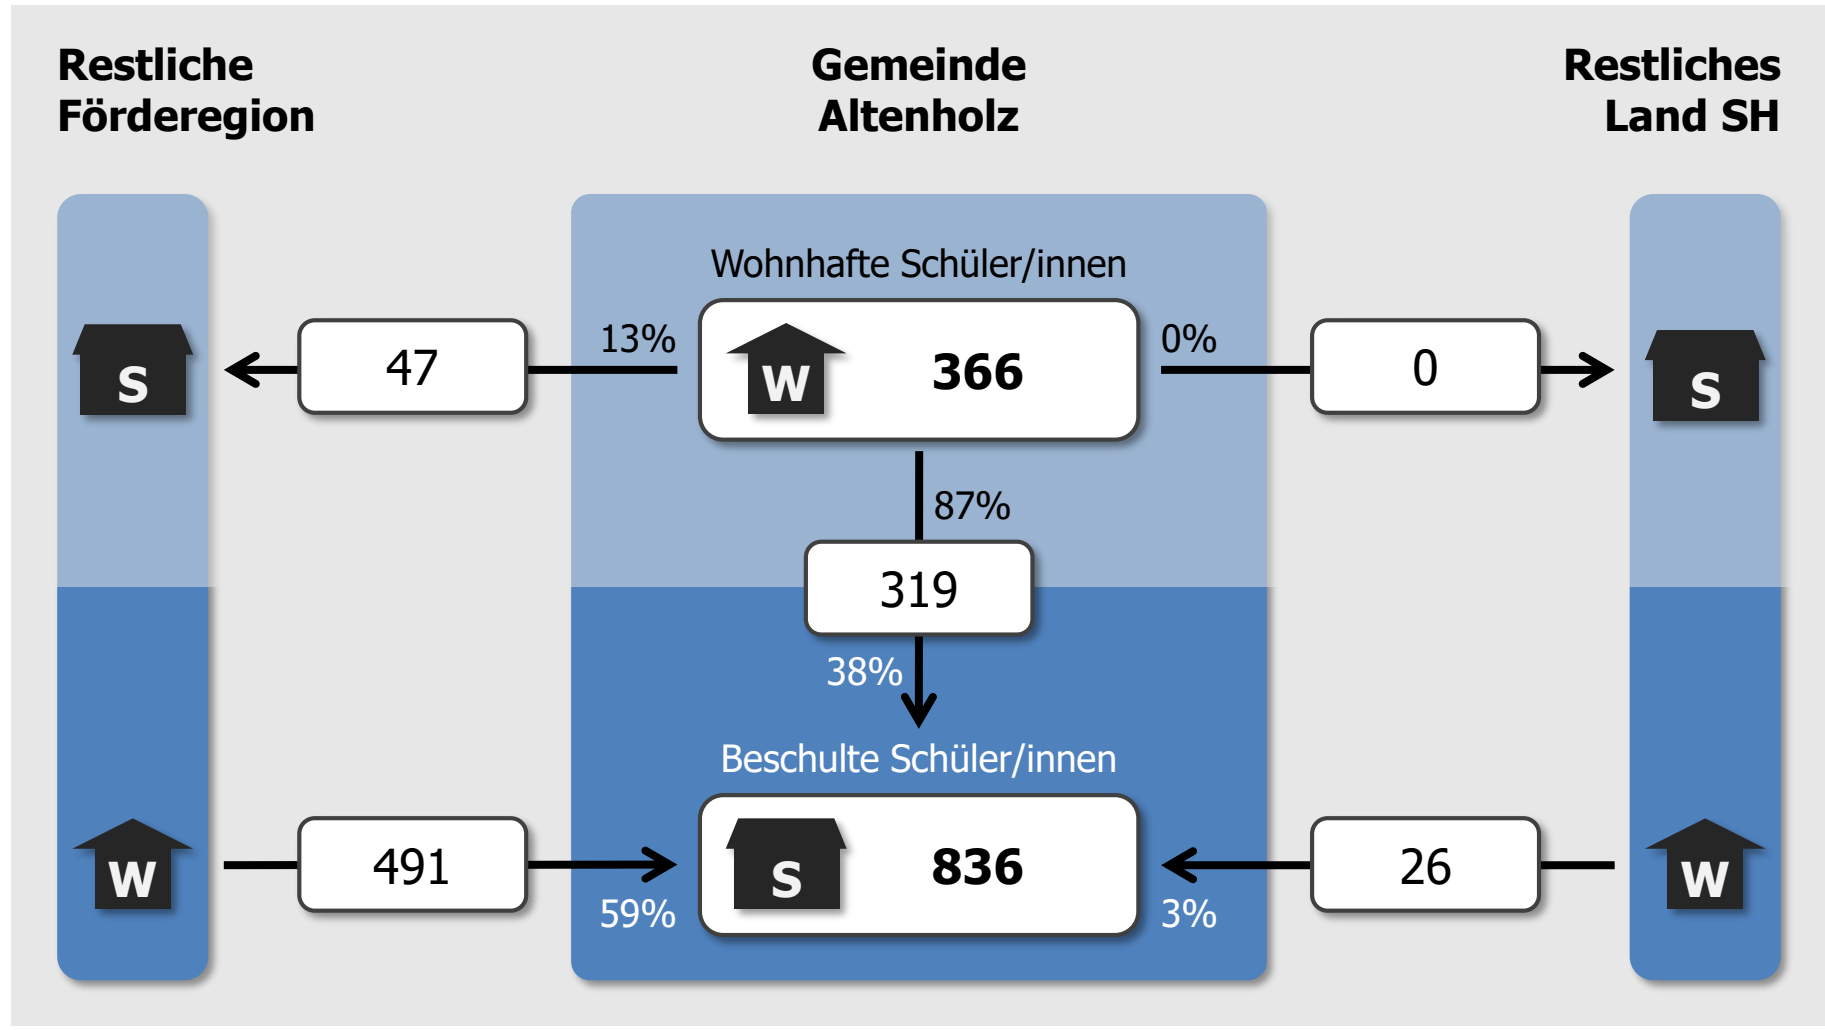 Restliche
Förderegion
Gemeinde
Altenholz
Restliches
Land SH
Wohnhafte Schüler/innen
S
47
13%
W
366
0%
0
S
87%
319
38%
Beschulte Schüler/innen
W
491
59%
S
836
3%
26
W